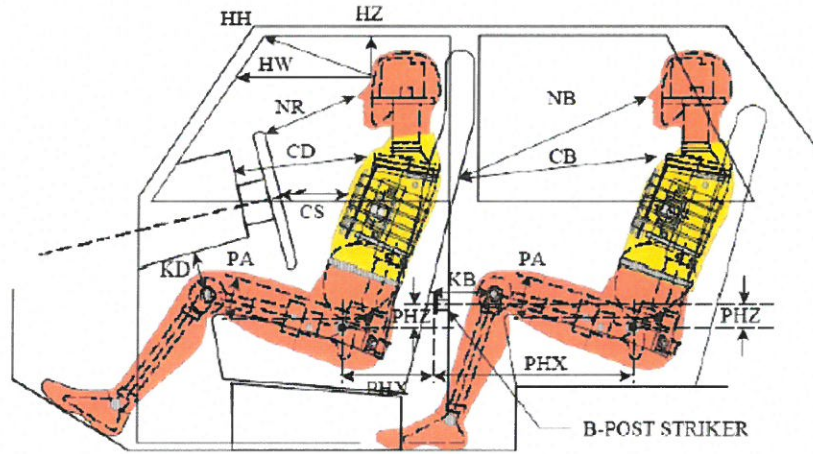 HH
HZ
HW
NR
NB
CD
CB
CS
KD
PA
KB
PA
PHZ
PHZ
PHX
PHX
B-POST STRIKER